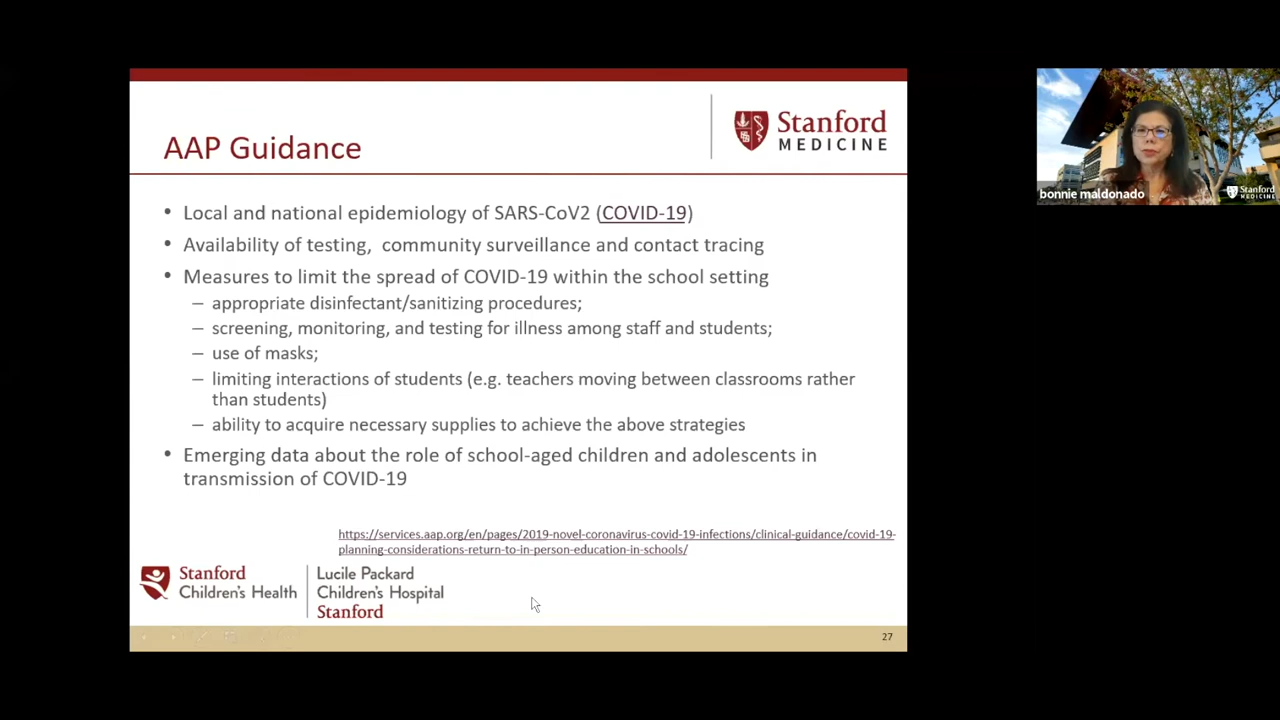 Stanford
MEDICINE
AAP Guidance
• Local and national epidemiology of SARS-CoV2 (COVID-19)
• Availability of testing,  community surveillance and contact tracing
• Measures to limit the spread of COVID-19 within the school setting
– appropriate disinfectant/sanitizing procedures;
– screening, monitoring, and testing for illness among staff and students;
– use of masks;
– limiting interactions of students (e.g. teachers moving between classrooms rather
than students)
– ability to acquire necessary supplies to achieve the above strategies
• Emerging data about the role of school-aged children and adolescents in
transmission of COVID-19
https://services.aap.org/en/pages/2019-novel-coronavirus-covid-19-infections/clinical-guidance/covid-19-
planning-considerations-return-to-in-person-education-in-schools/
Stanford
Children's Health
Lucile Packard
Children's Hospital
Stanford
27
bonnie maldonado
Stanford
MEDICINE